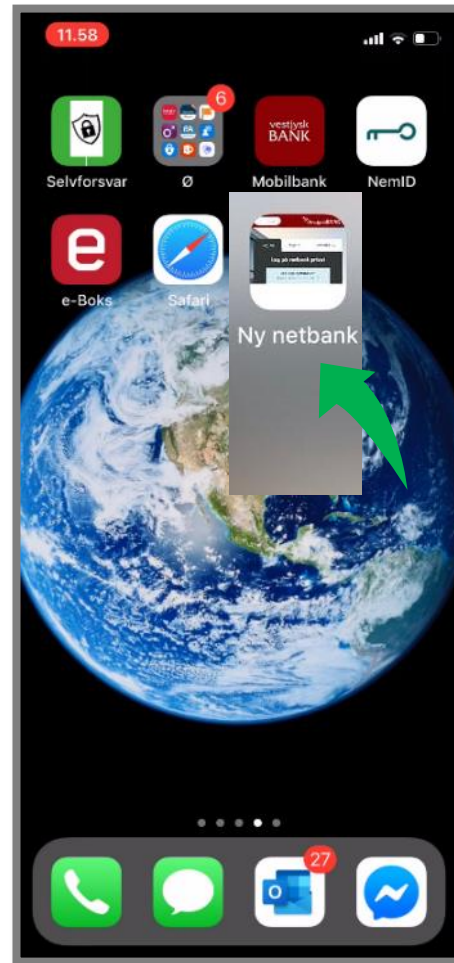 11.58
6
vestjysk
BANK
Selvforsvar
Ø
Mobilbank
NemID
e
e-Boks
Safari
Log på netbank privat
Ny netbank
27